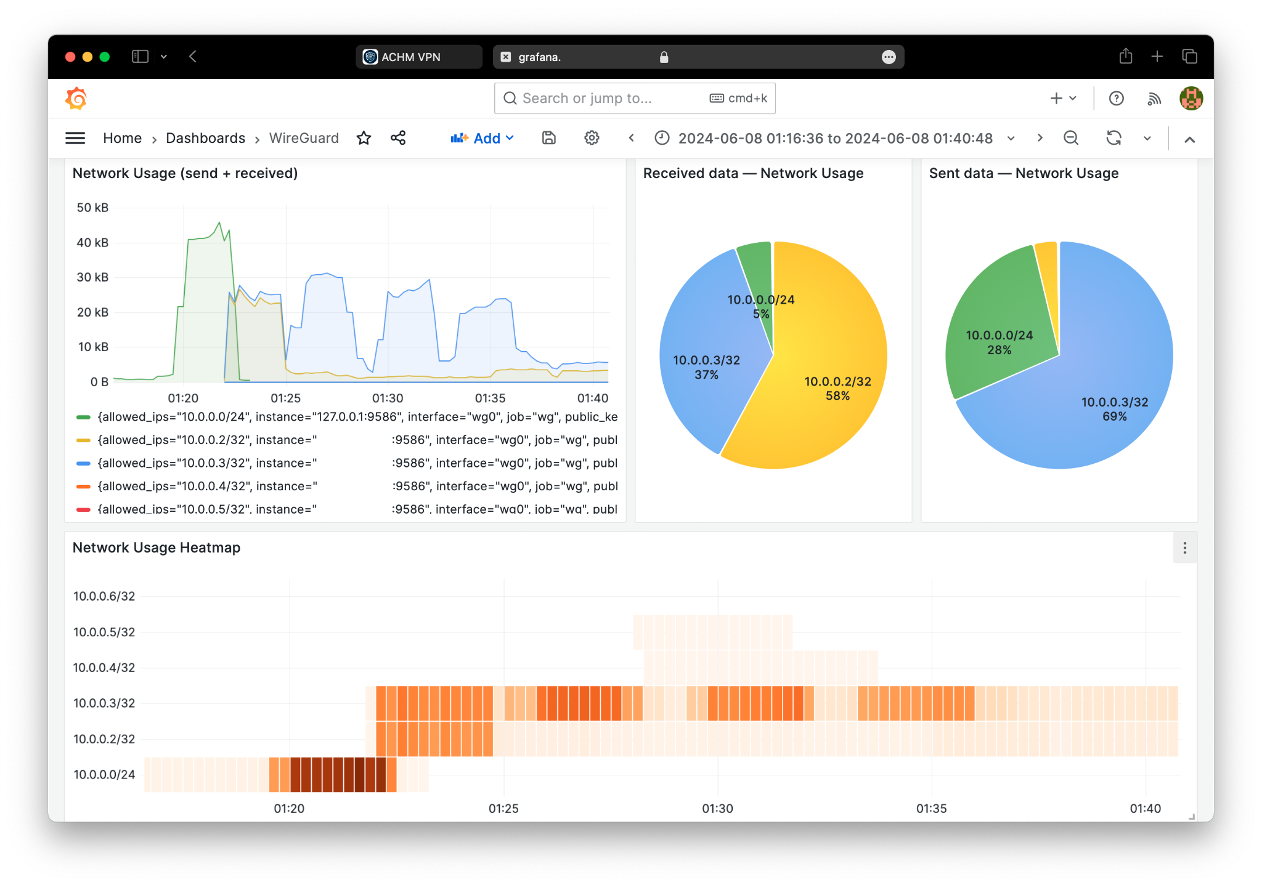 ACHM VPN
grafana.
Search or jump to...
cmd+k
Home › Dashboards › WireGuard
Add
2024-06-08 01:16:36 to 2024-06-08 01:40:48
Network Usage (send + received)
50 kB
40 kB
30 kB
20 kB
10 kB
0 B
01:20 01:25 01:30 01:35 01:40
{allowed_ips="10.0.0.0/24", instance="127.0.0.1:9586", interface="wg0", job="wg", public_ke
{allowed_ips="10.0.0.2/32", instance=" :9586", interface="wg0", job="wg", publ
{allowed_ips="10.0.0.3/32", instance=" :9586", interface="wg0", job="wg", publ
{allowed_ips="10.0.0.4/32", instance=" :9586", interface="wg0", job="wg", publ
{allowed_ips="10.0.0.5/32", instance=" :9586", interface="wg0", job="wg", publ
Received data — Network Usage
10.0.0.0/24
5%
10.0.0.3/32
37%
10.0.0.2/32
58%
Sent data — Network Usage
10.0.0.0/24
28%
10.0.0.3/32
69%
Network Usage Heatmap
10.0.0.6/32
10.0.0.5/32
10.0.0.4/32
10.0.0.3/32
10.0.0.2/32
10.0.0.0/24
01:20 01:25 01:30 01:35 01:40